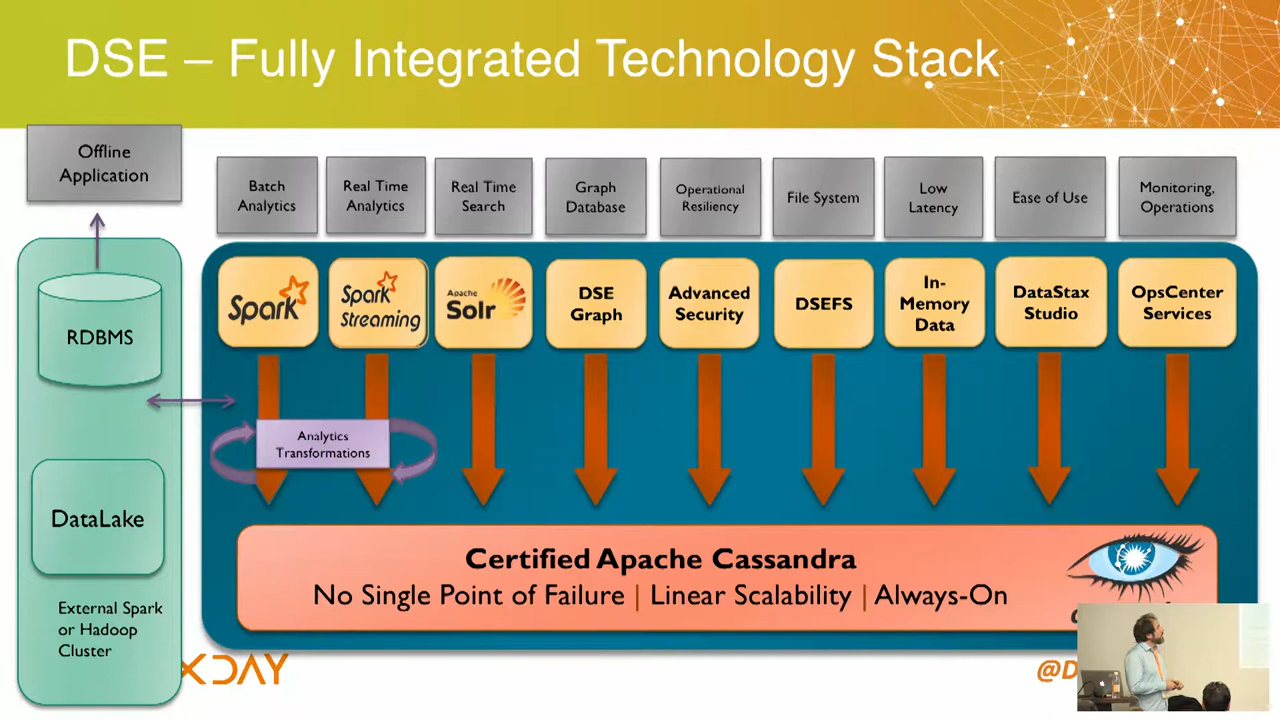 DSE – Fully Integrated Technology Stack
Offline
Application
Batch
Analytics
Real Time
Analytics
Real Time
Search
Graph
Database
Operational
Resiliency
File System
Low
Latency
Ease of Use
Monitoring,
Operations
RDBMS
DataLake
External Spark
or Hadoop
Cluster
Spark
Spark
Streaming
Apache
Solr
DSE
Graph
Advanced
Security
DSEFS
In-
Memory
Data
DataStax
Studio
OpsCenter
Services
Analytics
Transformations
Certified Apache Cassandra
No Single Point of Failure | Linear Scalability | Always-On
XDAY
@D